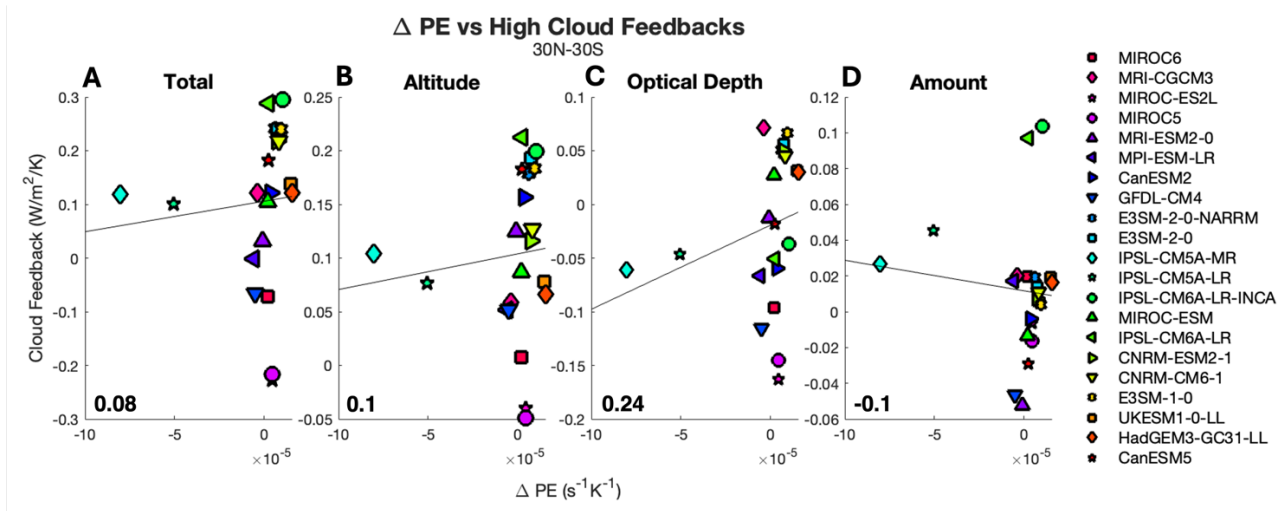 Δ PE vs High Cloud Feedbacks
30N-30S
A Total
B Altitude
C Optical Depth
D Amount
Cloud Feedback (W/m²/K)
0.3
0.2
0.1
0
-0.1
-0.2
-0.3
0.08
-10 -5 0
×10⁻⁵
0.25
0.2
0.15
0.1
0.05
0
-0.05
0.1
-10 -5 0
×10⁻⁵
0.1
0.05
0
-0.05
-0.1
-0.15
-0.2
0.24
-10 -5 0
×10⁻⁵
0.12
0.1
0.08
0.06
0.04
0.02
0
-0.02
-0.04
-0.06
-0.1
-10 -5 0
×10⁻⁵
Δ PE (s⁻¹K⁻¹)
MIROC6
MRI-CGCM3
MIROC-ES2L
MIROC5
MRI-ESM2-0
MPI-ESM-LR
CanESM2
GFDL-CM4
E3SM-2-0-NARRM
E3SM-2-0
IPSL-CM5A-MR
IPSL-CM5A-LR
IPSL-CM6A-LR-INCA
MIROC-ESM
IPSL-CM6A-LR
CNRM-ESM2-1
CNRM-CM6-1
E3SM-1-0
UKESM1-0-LL
HadGEM3-GC31-LL
CanESM5